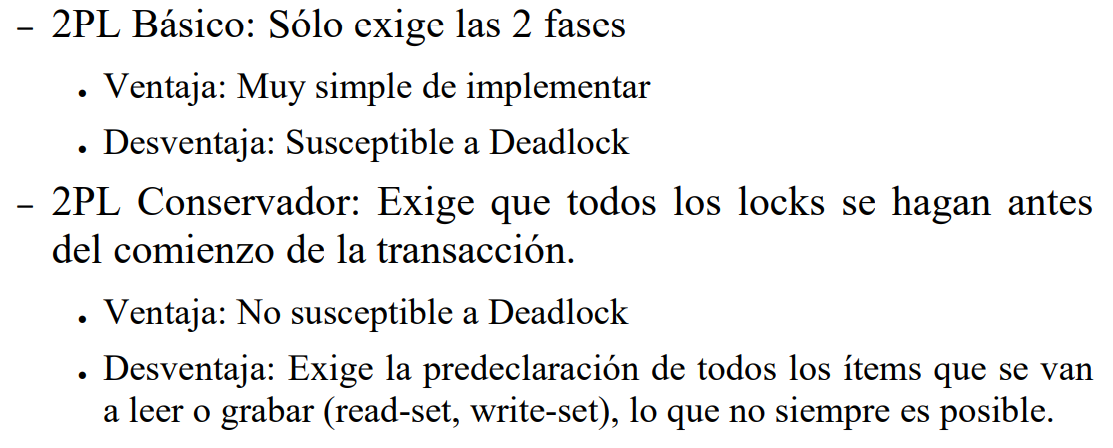 – 2PL Básico: Sólo exige las 2 fases
• Ventaja: Muy simple de implementar
• Desventaja: Susceptible a Deadlock
– 2PL Conservador: Exige que todos los locks se hagan antes
del comienzo de la transacción.
• Ventaja: No susceptible a Deadlock
• Desventaja: Exige la predeclaración de todos los ítems que se van
a leer o grabar (read-set, write-set), lo que no siempre es posible.